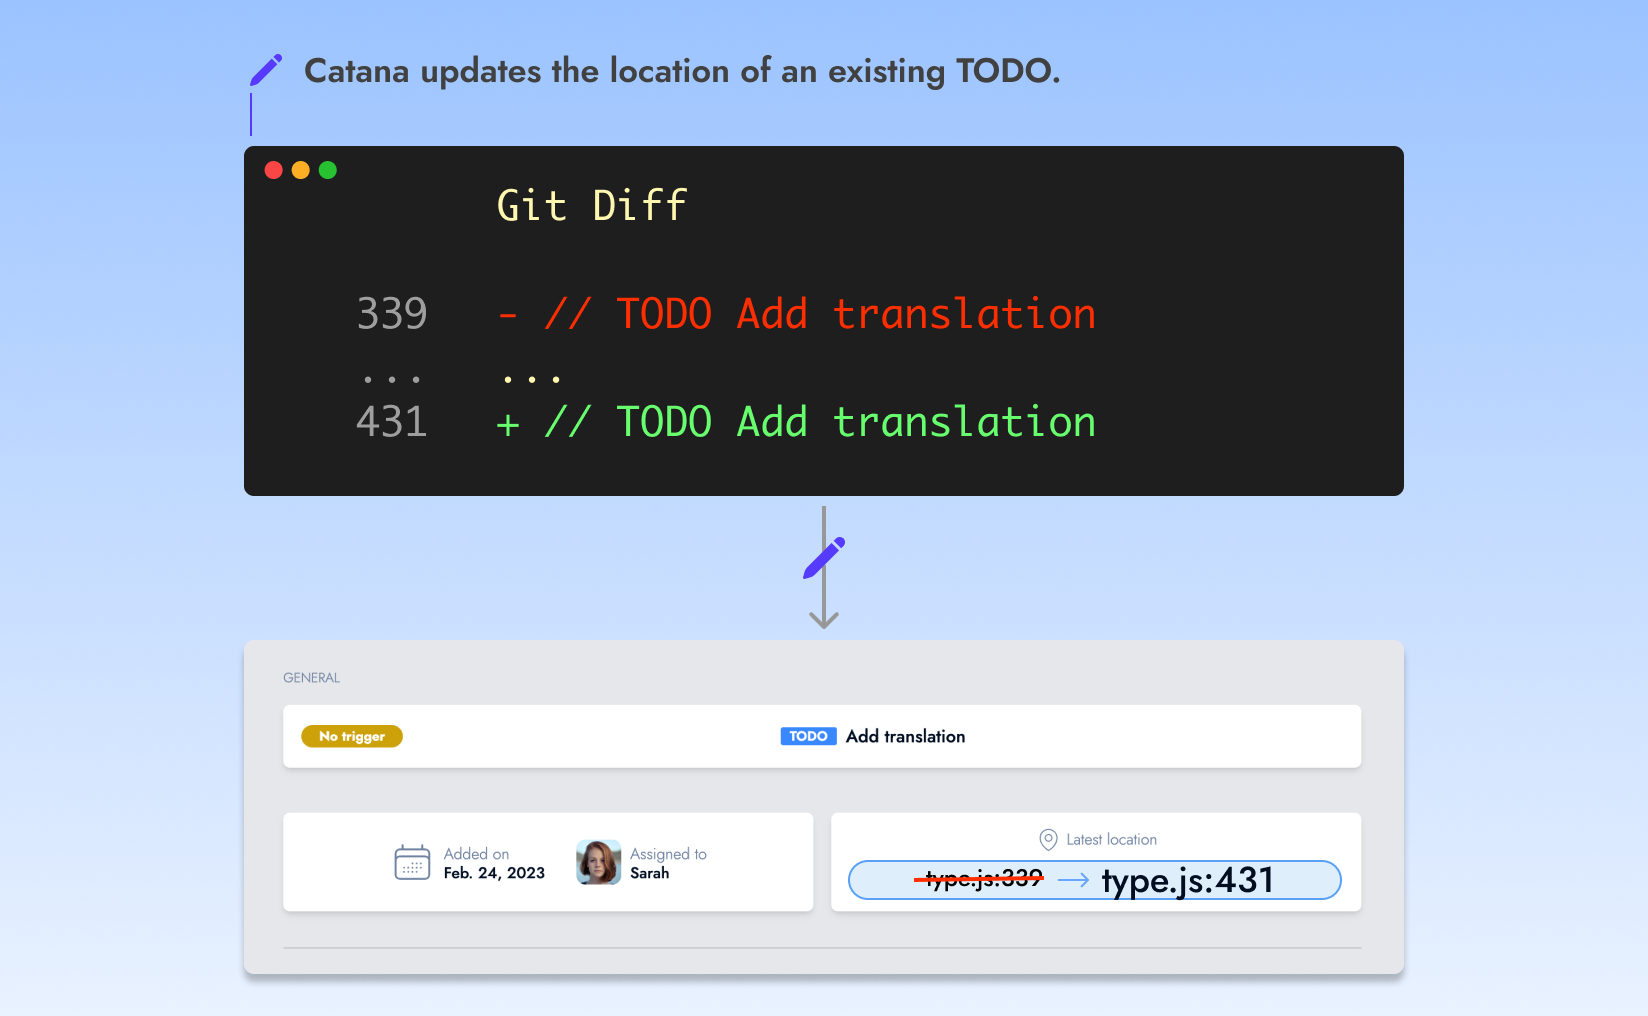 Catana updates the location of an existing TODO.
Git Diff
339 - // TODO Add translation
... ...
431 + // TODO Add translation
GENERAL
No trigger
TODO Add translation
Added on
Feb. 24, 2023
Assigned to
Sarah
Latest location
type.js:339 → type.js:431